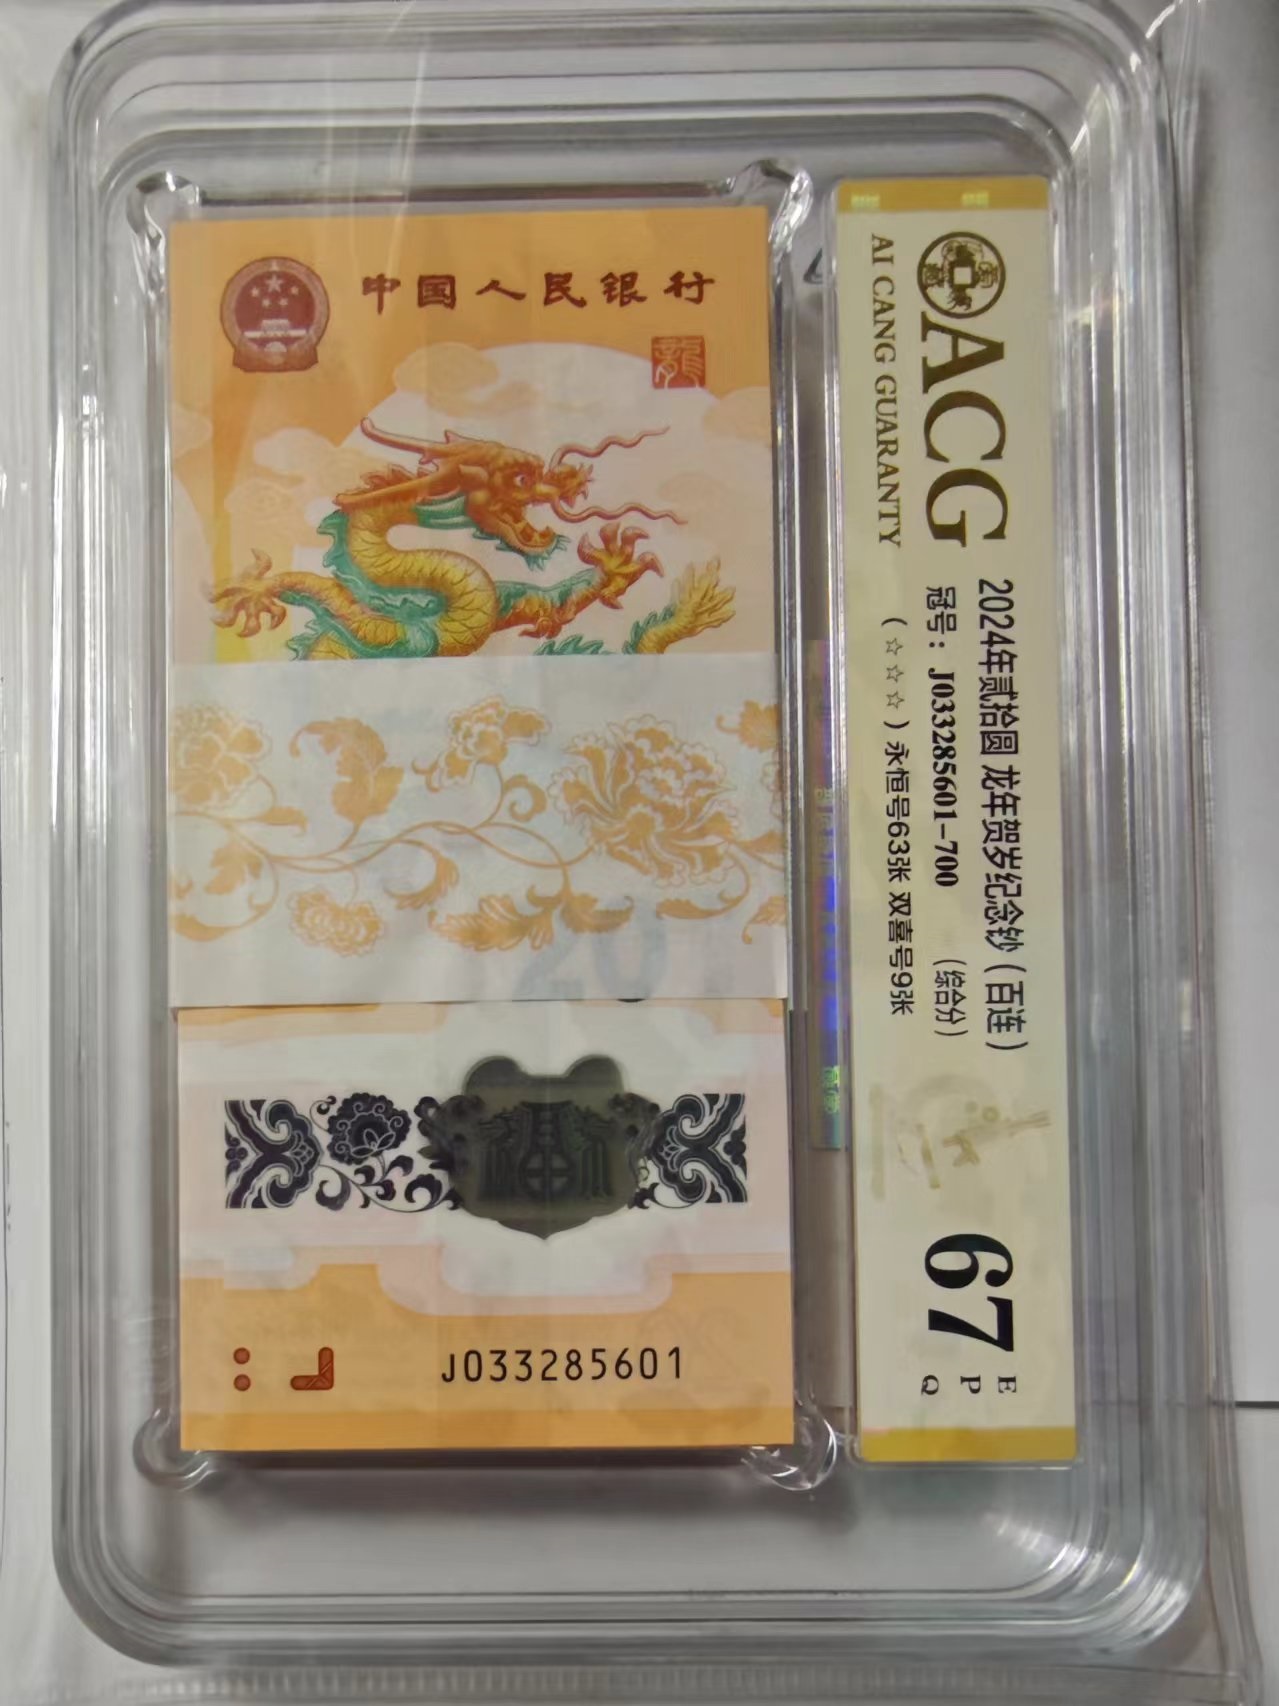 中国人民银行
龍
J033285601
ACG
AI CANG GUARANTY
2024年贰拾圆 龙年贺岁纪念钞（百连）
冠号：J033285601-700 （综合分）
（☆☆☆）永恒号63张 双喜号9张
67
E
P
Q